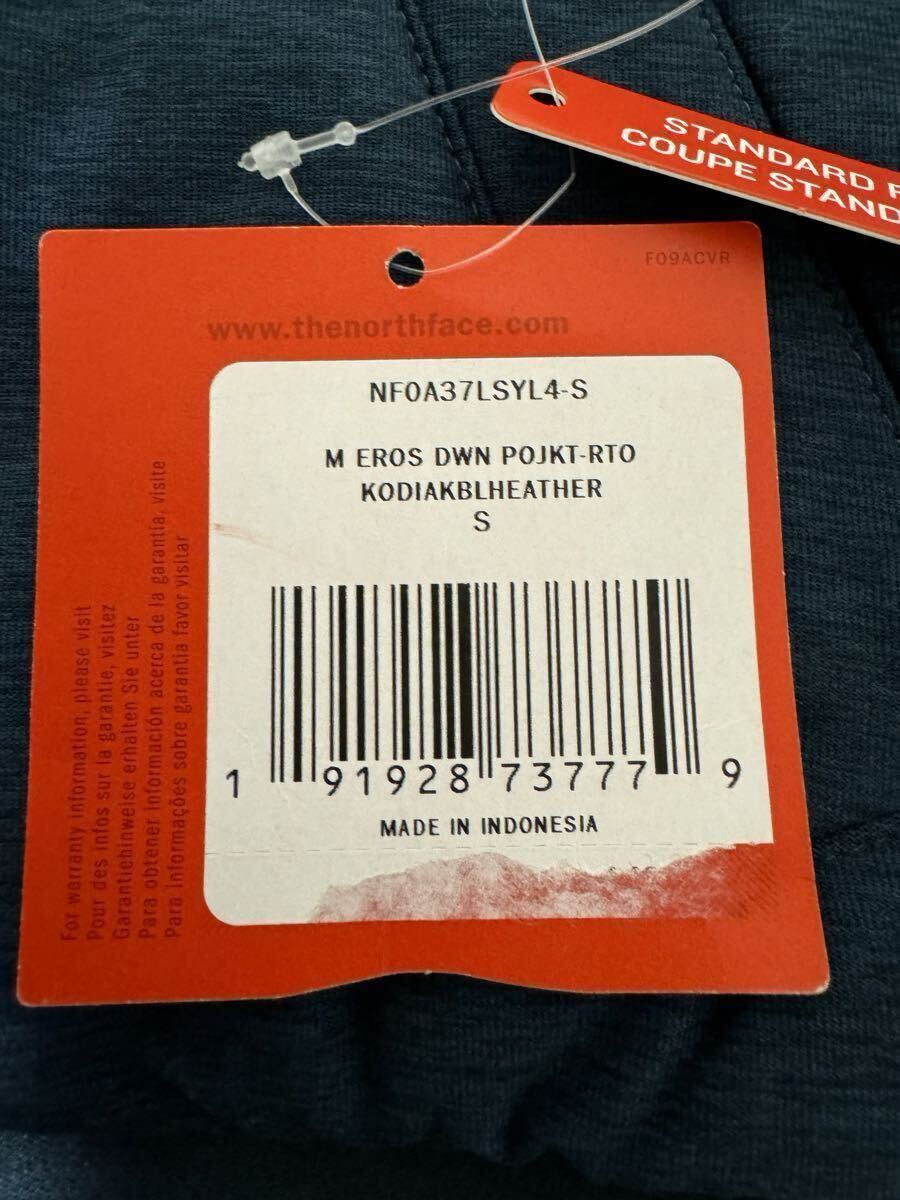 STANDARD
COUPE STAND
F09ACVR
www.thenorthface.com
NF0A37LSYL4-S
M EROS DWN POJKT-RTO
KODIAKBLHEATHER
S
1 91928 73777 9
MADE IN INDONESIA
For warranty information, please visit
Pour des infos sur la garantie, visitez
Garantiehinweise erhalten Sie unter
Para obtener información acerca de la garantía, visite
Para informações sobre garantia favor visitar